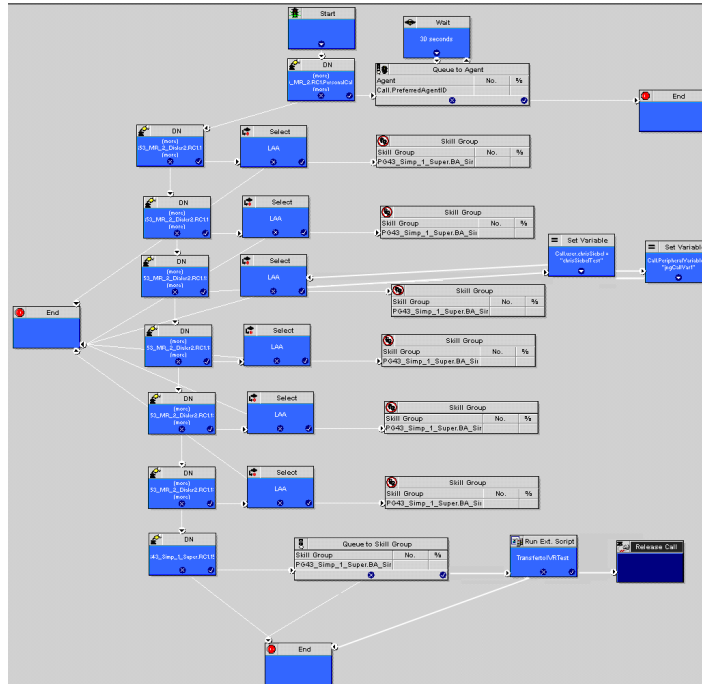 Start
Wait
30 seconds
DN
(more)
(more)
Queue to Agent
Agent No. %
Call.PreferredAgentID
End
DN
(more)
(more)
Select
LAA
Skill Group
Skill Group No. %
PG43_Simp_1_Super.BA_Sir
DN
(more)
(more)
Select
LAA
Skill Group
Skill Group No. %
PG43_Simp_1_Super.BA_Sir
Set Variable
Set Variabl
DN
(more)
(more)
Select
LAA
End
Skill Group
Skill Group No. %
PG43_Simp_1_Super.BA_Sir
DN
(more)
(more)
Select
LAA
Skill Group
Skill Group No. %
PG43_Simp_1_Super.BA_Sir
DN
(more)
(more)
Select
LAA
Skill Group
Skill Group No. %
PG43_Simp_1_Super.BA_Sir
DN
(more)
(more)
Select
LAA
Skill Group
Skill Group No. %
PG43_Simp_1_Super.BA_Sir
DN
Queue to Skill Group
Skill Group No. %
PG43_Simp_1_Super.BA_Sir
Run Ext. Script
TransfertoIVRTest
Release Call
End